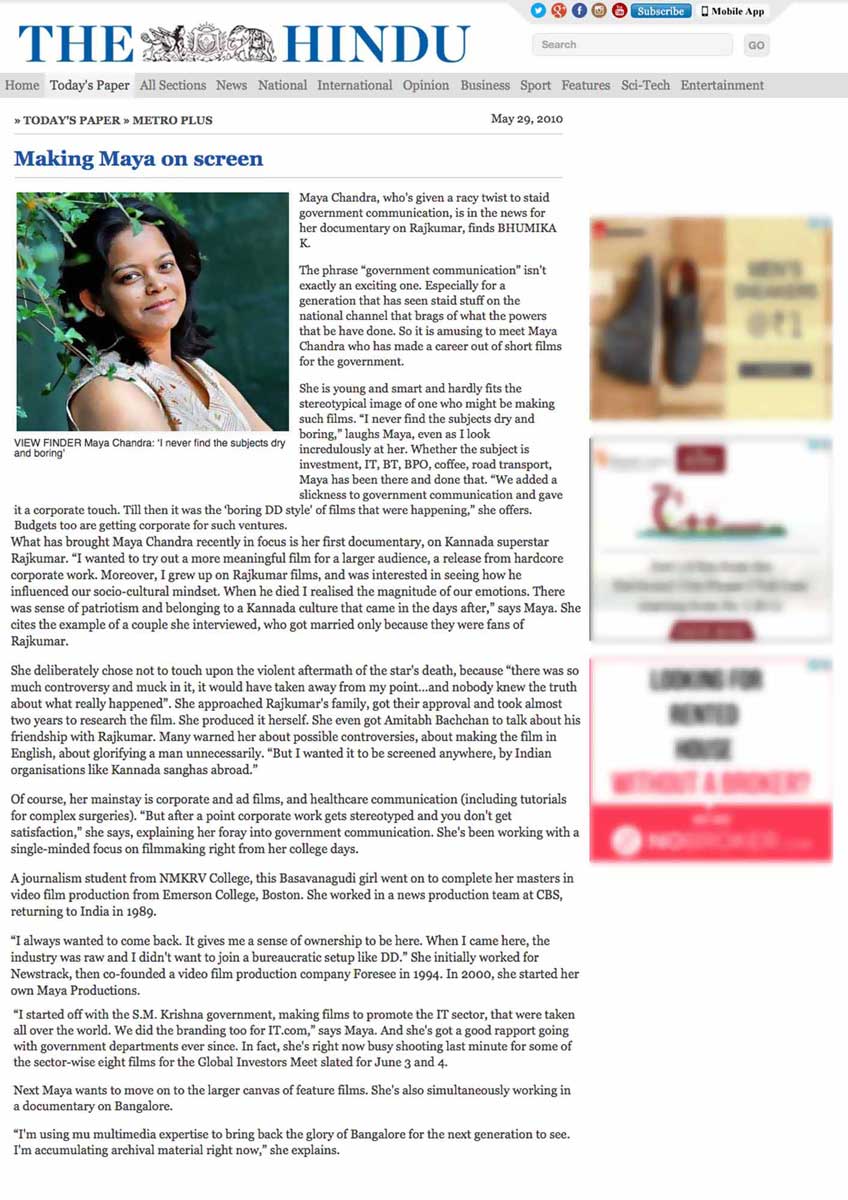 Subscribe
Mobile App
THE HINDU
Search
GO
Home Today's Paper All Sections News National International Opinion Business Sport Features Sci-Tech Entertainment
» TODAY'S PAPER » METRO PLUS
May 29, 2010
Making Maya on screen
VIEW FINDER Maya Chandra: 'I never find the subjects dry
and boring'
Maya Chandra, who's given a racy twist to staid
government communication, is in the news for
her documentary on Rajkumar, finds BHUMIKA
K.
The phrase “government communication” isn't
exactly an exciting one. Especially for a
generation that has seen staid stuff on the
national channel that brags of what the powers
that be have done. So it is amusing to meet Maya
Chandra who has made a career out of short films
for the government.
She is young and smart and hardly fits the
stereotypical image of one who might be making
such films. “I never find the subjects dry and
boring,” laughs Maya, even as I look
incredulously at her. Whether the subject is
investment, IT, BT, BPO, coffee, road transport,
Maya has been there and done that. “We added a
slickness to government communication and gave
it a corporate touch. Till then it was the 'boring DD style' of films that were happening,” she offers.
Budgets too are getting corporate for such ventures.
What has brought Maya Chandra recently in focus is her first documentary, on Kannada superstar
Rajkumar. “I wanted to try out a more meaningful film for a larger audience, a release from hardcore
corporate work. Moreover, I grew up on Rajkumar films, and was interested in seeing how he
influenced our socio-cultural mindset. When he died I realised the magnitude of our emotions. There
was sense of patriotism and belonging to a Kannada culture that came in the days after,” says Maya. She
cites the example of a couple she interviewed, who got married only because they were fans of
Rajkumar.
She deliberately chose not to touch upon the violent aftermath of the star's death, because “there was so
much controversy and muck in it, it would have taken away from my point...and nobody knew the truth
about what really happened”. She approached Rajkumar's family, got their approval and took almost
two years to research the film. She produced it herself. She even got Amitabh Bachchan to talk about his
friendship with Rajkumar. Many warned her about possible controversies, about making the film in
English, about glorifying a man unnecessarily. “But I wanted it to be screened anywhere, by Indian
organisations like Kannada sanghas abroad.”
Of course, her mainstay is corporate and ad films, and healthcare communication (including tutorials
for complex surgeries). “But after a point corporate work gets stereotyped and you don't get
satisfaction,” she says, explaining her foray into government communication. She's been working with a
single-minded focus on filmmaking right from her college days.
A journalism student from NMKRV College, this Basavanagudi girl went on to complete her masters in
video film production from Emerson College, Boston. She worked in a news production team at CBS,
returning to India in 1989.
“I always wanted to come back. It gives me a sense of ownership to be here. When I came here, the
industry was raw and I didn't want to join a bureaucratic setup like DD.” She initially worked for
Newstrack, then co-founded a video film production company Foresee in 1994. In 2000, she started her
own Maya Productions.
“I started off with the S.M. Krishna government, making films to promote the IT sector, that were taken
all over the world. We did the branding too for IT.com,” says Maya. And she's got a good rapport going
with government departments ever since. In fact, she's right now busy shooting last minute for some of
the sector-wise eight films for the Global Investors Meet slated for June 3 and 4.
Next Maya wants to move on to the larger canvas of feature films. She's also simultaneously working in
a documentary on Bangalore.
“I'm using mu multimedia expertise to bring back the glory of Bangalore for the next generation to see.
I'm accumulating archival material right now,” she explains.
MEN'S
SNEAKERS
@₹1
LOOKING FOR
RENTED
HOUSE
WITHOUT A BROKER?
NOBROKER.com